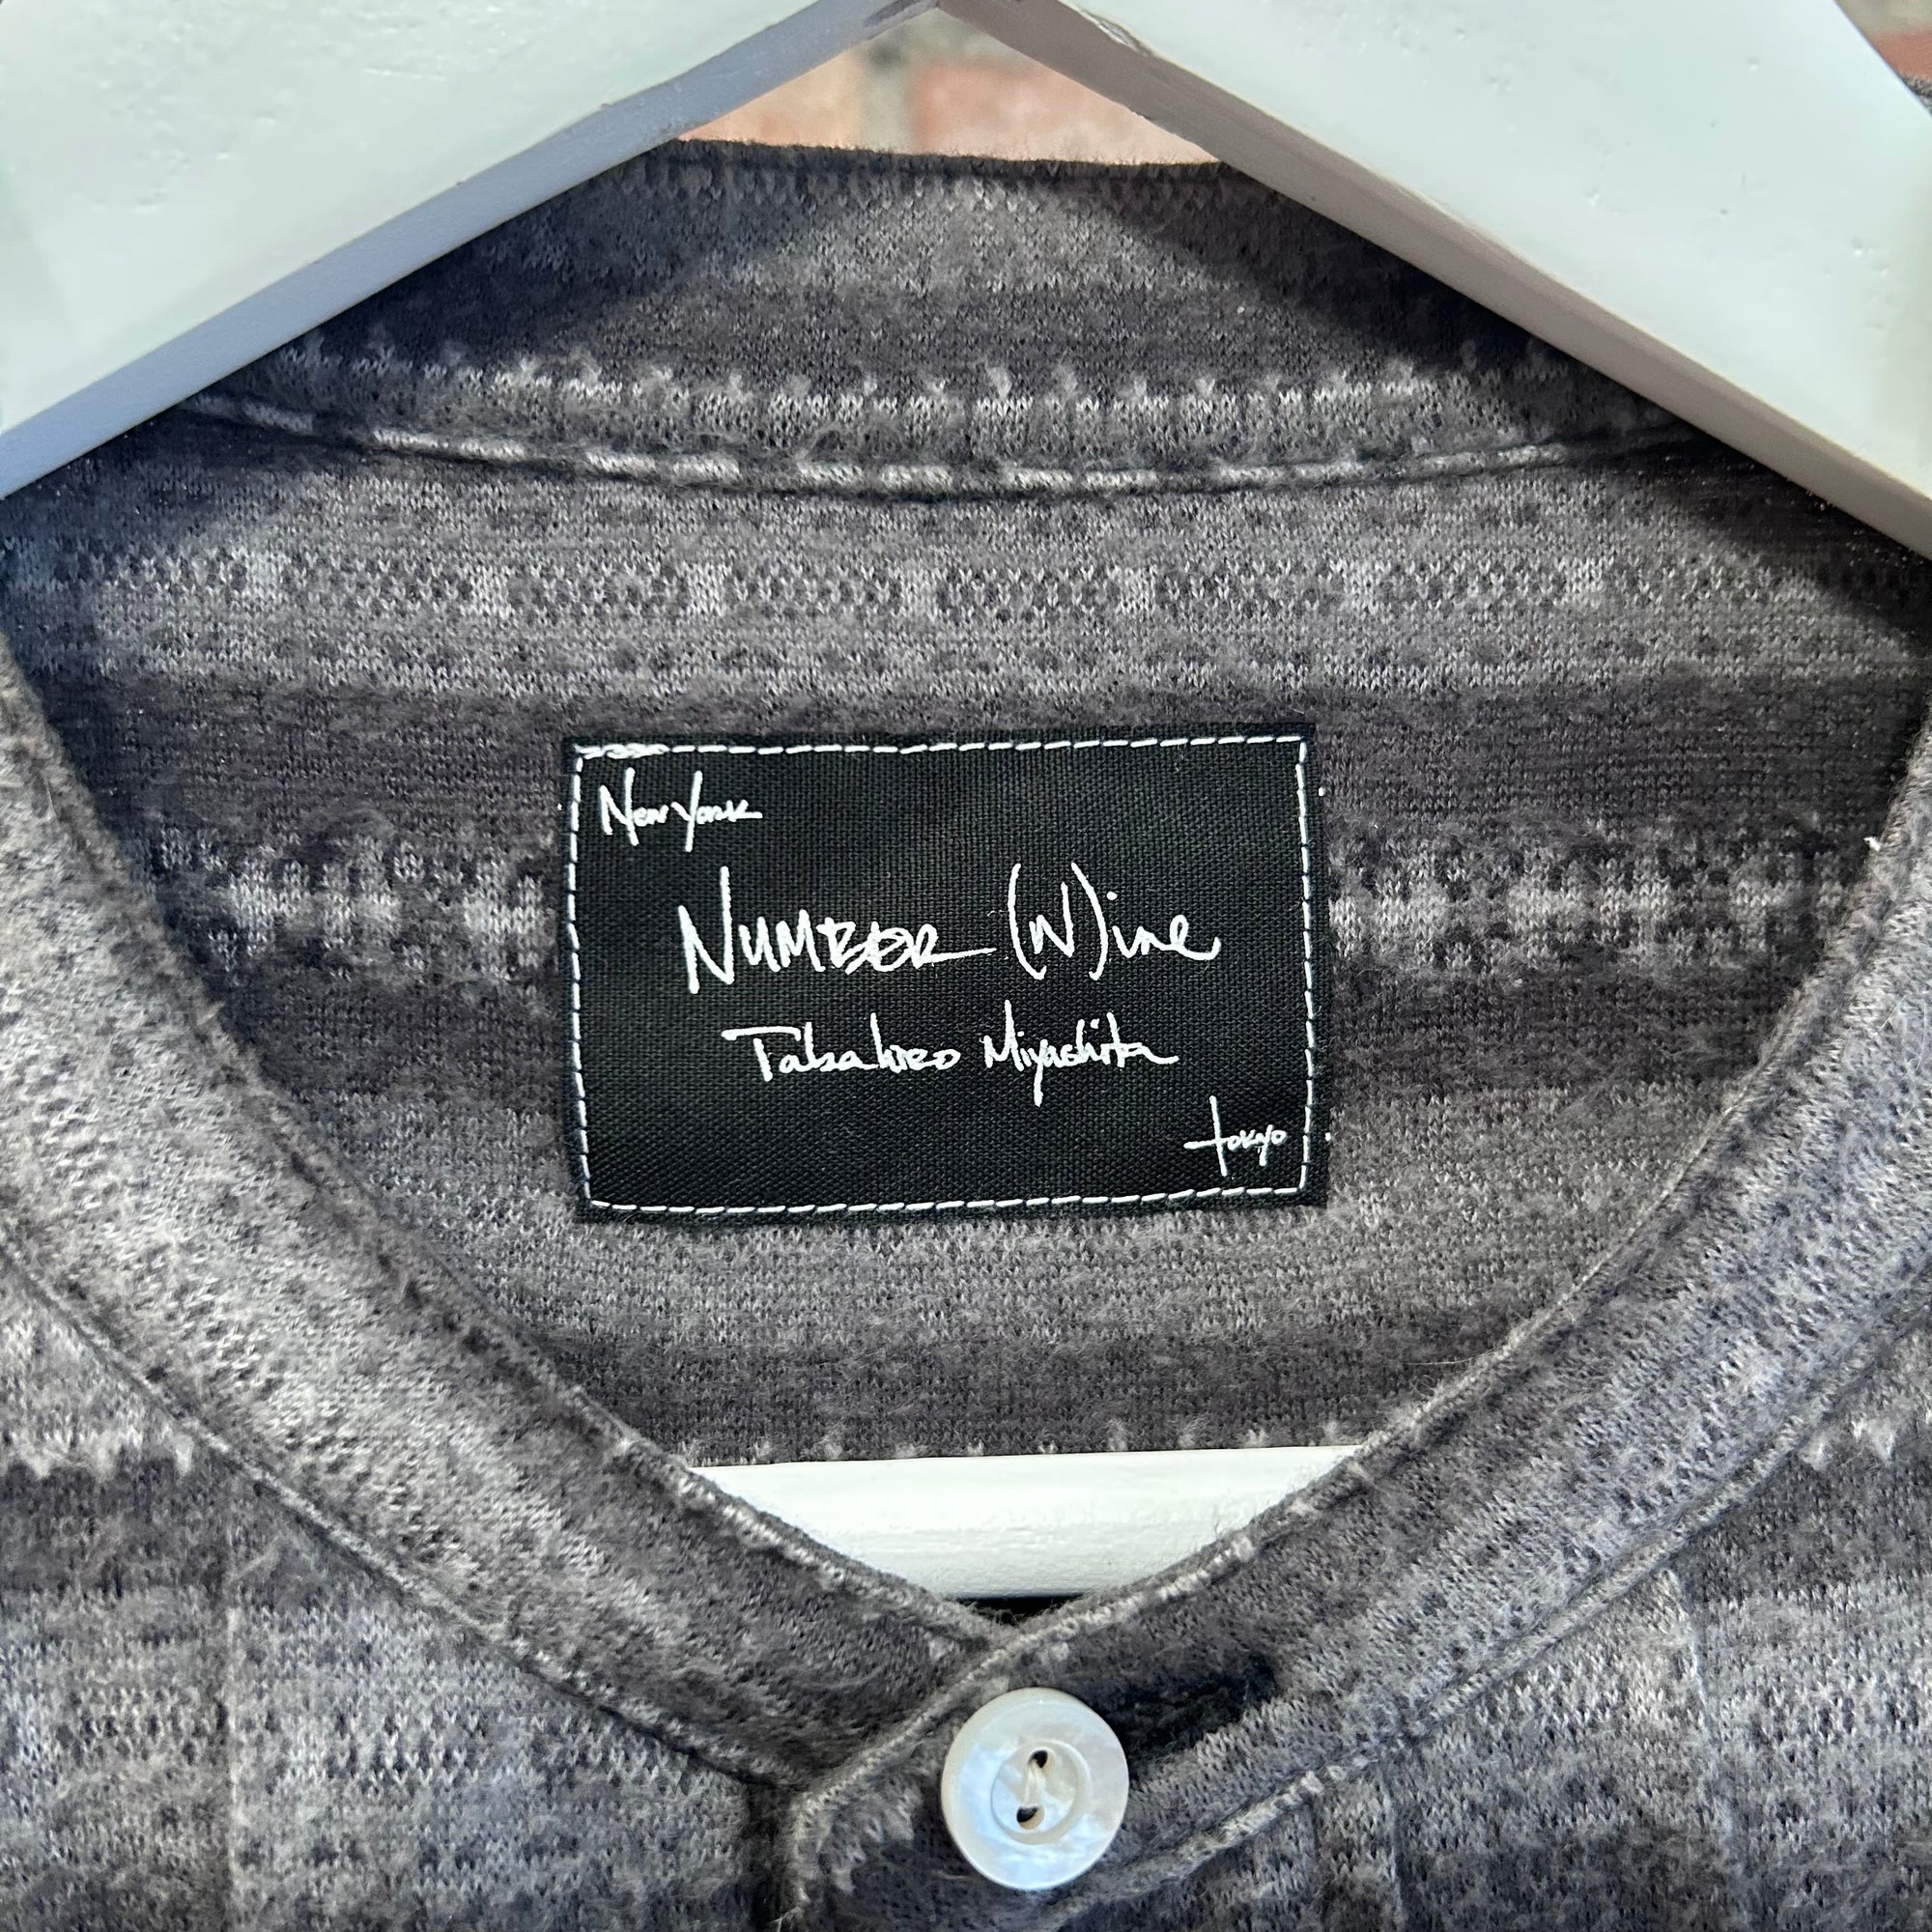 New York
NUMBER (N)ine
Takahiro Miyashita
tokyo